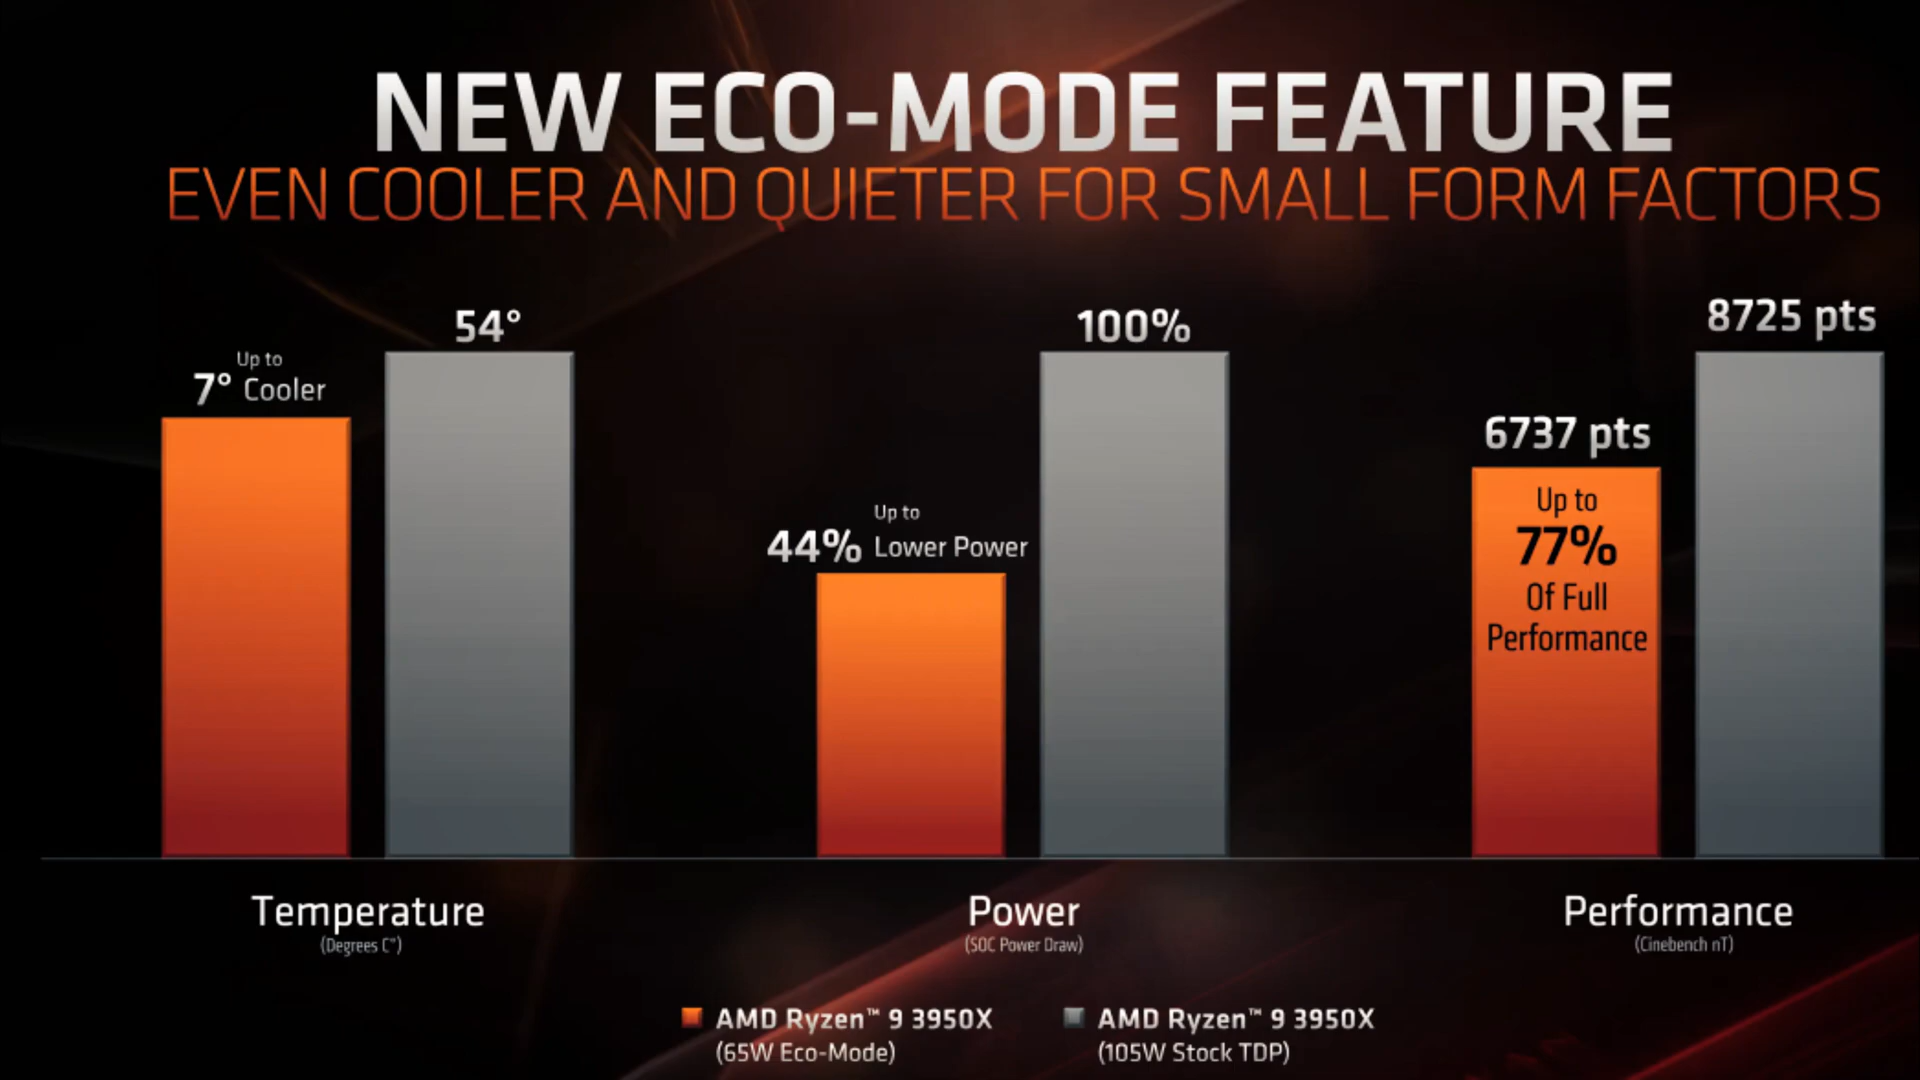 NEW ECO-MODE FEATURE
EVEN COOLER AND QUIETER FOR SMALL FORM FACTORS
Up to
7° Cooler
54°
Up to
44% Lower Power
100%
6737 pts
Up to
77%
Of Full
Performance
8725 pts
Temperature
(Degrees C°)
Power
(SOC Power Draw)
Performance
(Cinebench nT)
AMD Ryzen™ 9 3950X
(65W Eco-Mode)
AMD Ryzen™ 9 3950X
(105W Stock TDP)